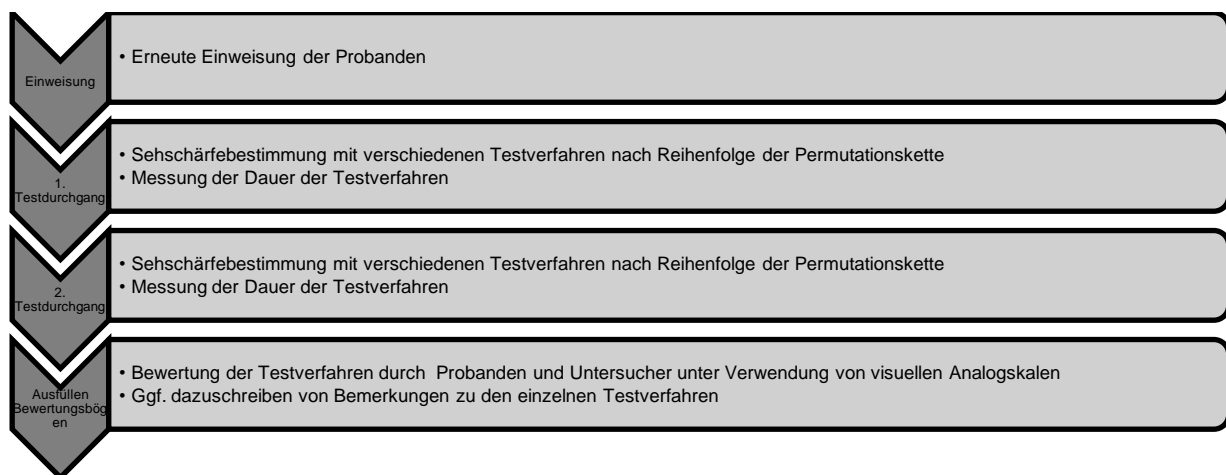 Einweisung
• Erneute Einweisung der Probanden
1.
Testdurchgang
• Sehschärfebestimmung mit verschiedenen Testverfahren nach Reihenfolge der Permutationskette
• Messung der Dauer der Testverfahren
2.
Testdurchgang
• Sehschärfebestimmung mit verschiedenen Testverfahren nach Reihenfolge der Permutationskette
• Messung der Dauer der Testverfahren
Ausfüllen
Bewertungsbög
en
• Bewertung der Testverfahren durch Probanden und Untersucher unter Verwendung von visuellen Analogskalen
• Ggf. dazuschreiben von Bemerkungen zu den einzelnen Testverfahren